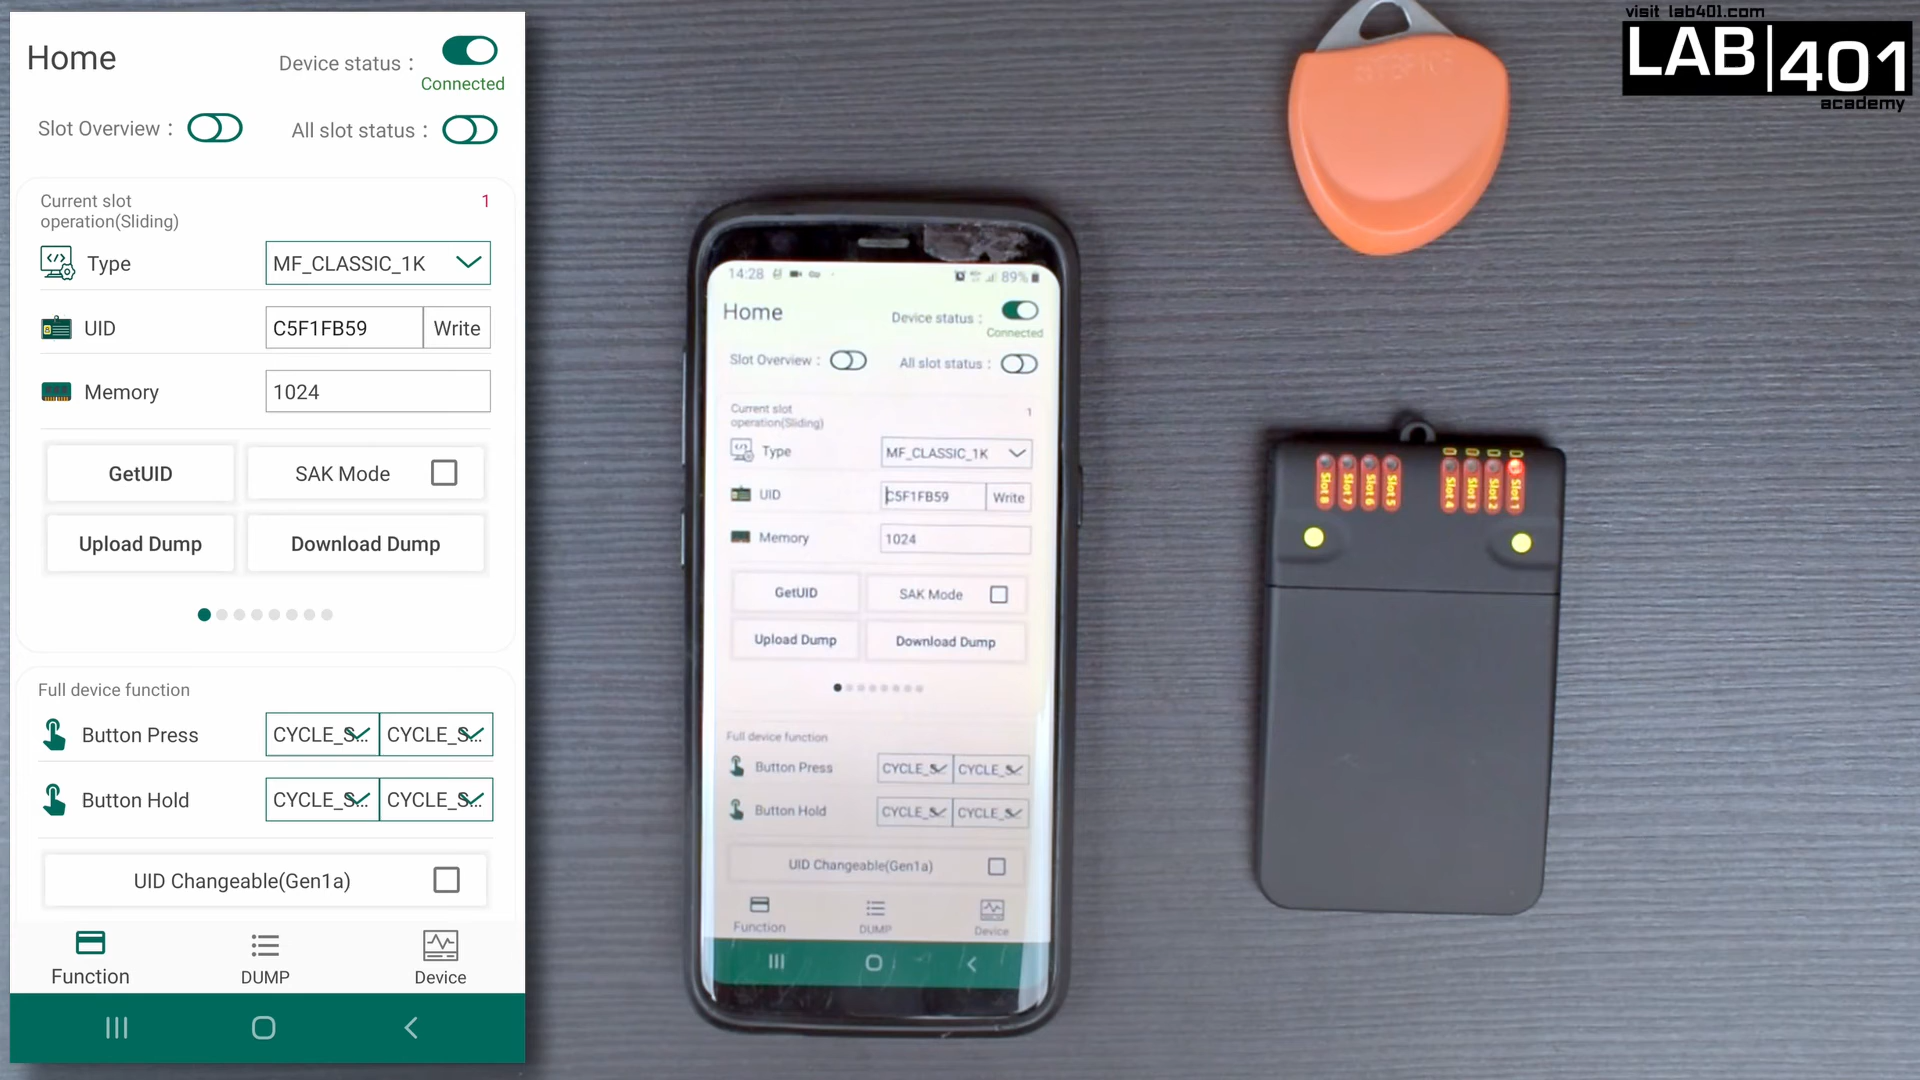 Home
Device status :
Connected
Slot Overview :
All slot status :
Current slot
operation(Sliding)
1
Type
MF_CLASSIC_1K
UID
C5F1FB59
Write
Memory
1024
GetUID
SAK Mode
Upload Dump
Download Dump
Full device function
Button Press
CYCLE_S...
CYCLE_S...
Button Hold
CYCLE_S...
CYCLE_S...
UID Changeable(Gen1a)
Function
DUMP
Device
14:28
89%
Home
Device status :
Connected
Slot Overview :
All slot status :
Current slot
operation(Sliding)
1
Type
MF_CLASSIC_1K
UID
C5F1FB59
Write
Memory
1024
GetUID
SAK Mode
Upload Dump
Download Dump
Full device function
Button Press
CYCLE_S
CYCLE_S
Button Hold
CYCLE_S
CYCLE_S
UID Changeable(Gen1a)
Function
DUMP
Device
Slot 8
Slot 7
Slot 6
Slot 5
Slot 4
Slot 3
Slot 2
Slot 1
visit lab401.com
LAB|401
academy